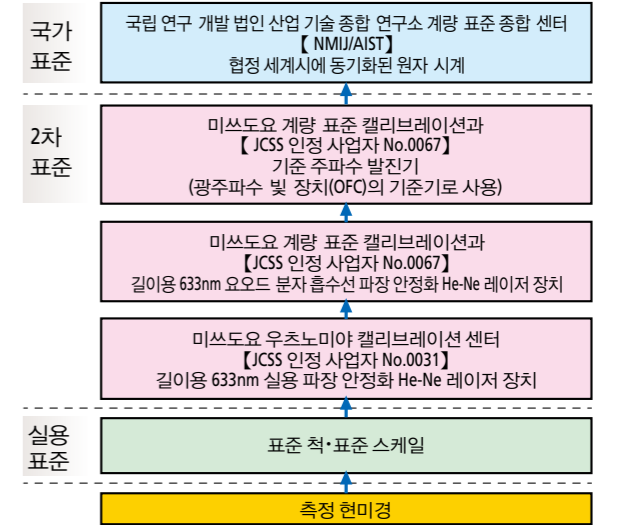 국가
표준
국립 연구 개발 법인 산업 기술 종합 연구소 계량 표준 종합 센터
【 NMIJ/AIST】
협정 세계시에 동기화된 원자 시계
2차
표준
미쓰도요 계량 표준 캘리브레이션과
【 JCSS 인정 사업자 No.0067】
기준 주파수 발진기
(광주파수 빛 장치(OFC)의 기준기로 사용)
미쓰도요 계량 표준 캘리브레이션과
【JCSS 인정 사업자 No.0067】
길이용 633nm 요오드 분자 흡수선 파장 안정화 He-Ne 레이저 장치
미쓰도요 우츠노미야 캘리브레이션 센터
【JCSS 인정 사업자 No.0031】
길이용 633nm 실용 파장 안정화 He-Ne 레이저 장치
실용
표준
표준 척·표준 스케일
측정 현미경